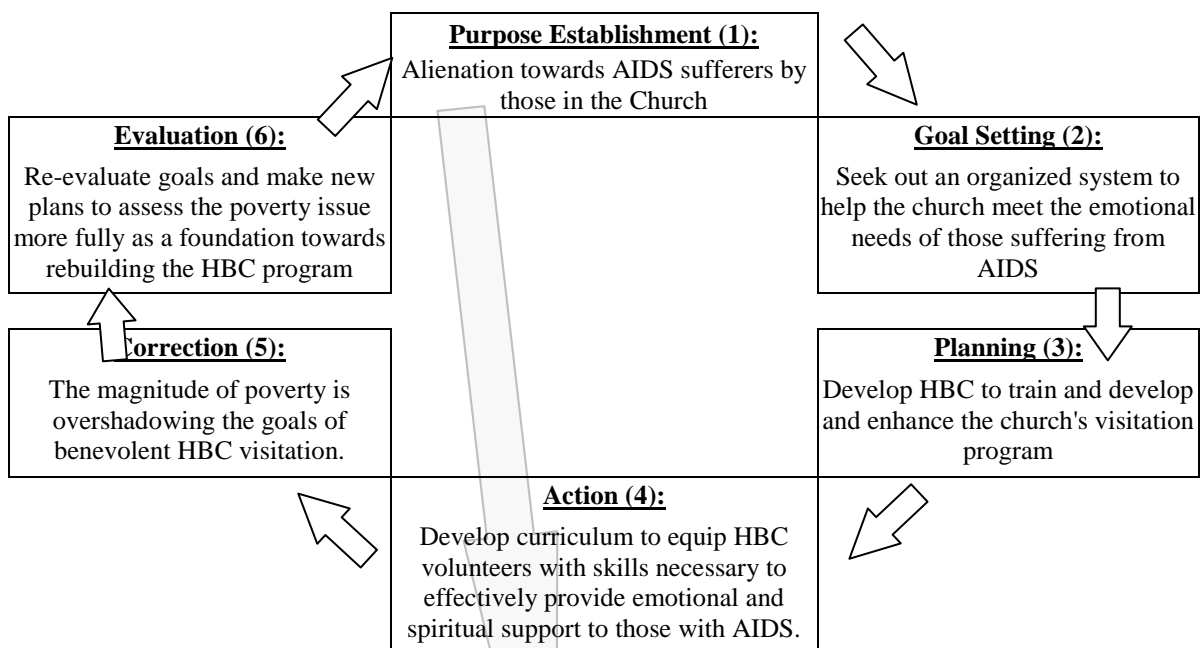 Purpose Establishment (1):
Alienation towards AIDS sufferers by
those in the Church
Goal Setting (2):
Seek out an organized system to
help the church meet the emotional
needs of those suffering from
AIDS
Planning (3):
Develop HBC to train and develop
and enhance the church's visitation
program
Action (4):
Develop curriculum to equip HBC
volunteers with skills necessary to
effectively provide emotional and
spiritual support to those with AIDS.
Correction (5):
The magnitude of poverty is
overshadowing the goals of
benevolent HBC visitation.
Evaluation (6):
Re-evaluate goals and make new
plans to assess the poverty issue
more fully as a foundation towards
rebuilding the HBC program